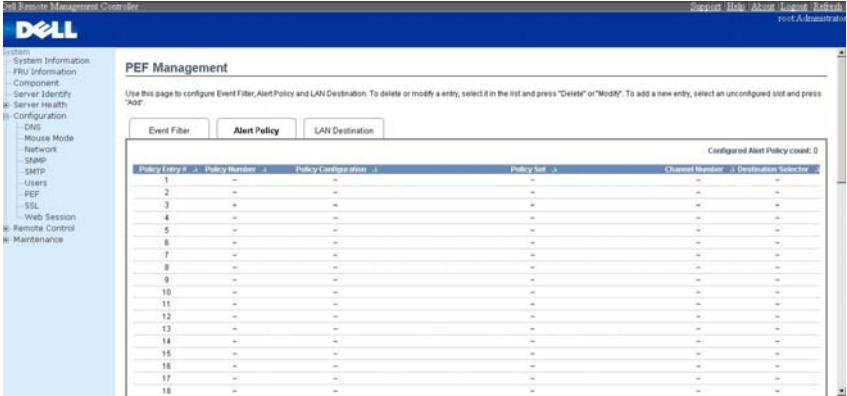 Dell Remote Management Controller
Support Help About Logout Refresh
root:Administrator
DELL
System
System Information
FRU Information
Component
Server Identify
Server Health
Configuration
DNS
Mouse Mode
Network
SNMP
SMTP
Users
PEF
SSL
Web Session
Remote Control
Maintenance
PEF Management
Use this page to configure Event Filter, Alert Policy and LAN Destination. To delete or modify a entry, select it in the list and press "Delete" or "Modify". To add a new entry, select an unconfigured slot and press
"Add".
Event Filter Alert Policy LAN Destination
Configured Alert Policy count: 0
Policy Entry # Policy Number Policy Configuration Policy Set Channel Number Destination Selector
1 ~ ~ ~ ~ ~
2 ~ ~ ~ ~ ~
3 ~ ~ ~ ~ ~
4 ~ ~ ~ ~ ~
5 ~ ~ ~ ~ ~
6 ~ ~ ~ ~ ~
7 ~ ~ ~ ~ ~
8 ~ ~ ~ ~ ~
9 ~ ~ ~ ~ ~
10 ~ ~ ~ ~ ~
11 ~ ~ ~ ~ ~
12 ~ ~ ~ ~ ~
13 ~ ~ ~ ~ ~
14 ~ ~ ~ ~ ~
15 ~ ~ ~ ~ ~
16 ~ ~ ~ ~ ~
17 ~ ~ ~ ~ ~
18 ~ ~ ~ ~ ~